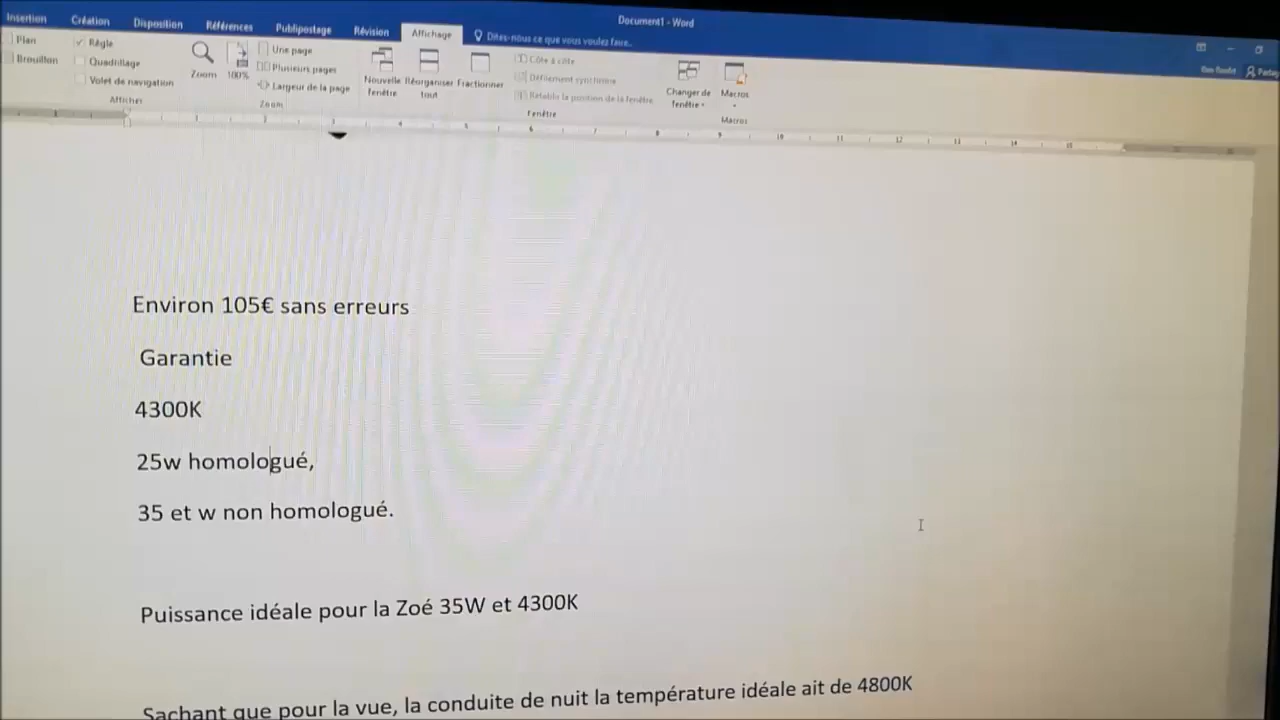 Insertion Création Disposition Références Publipostage Révision Affichage Dites-nous ce que vous voulez faire... Document1 - Word
Plan
Brouillon
Règle
Quadrillage
Volet de navigation
Afficher
Zoom
100%
Une page
Plusieurs pages
Largeur de la page
Zoom
Nouvelle fenêtre
Réorganiser tout
Fractionner
Côte à côte
Défilement synchrone
Rétablir la position de la fenêtre
Fenêtre
Changer de fenêtre
Macros
Macros
Environ 105€ sans erreurs
Garantie
4300K
25w homologué,
35 et w non homologué.
Puissance idéale pour la Zoé 35W et 4300K
Sachant que pour la vue, la conduite de nuit la température idéale ait de 4800K